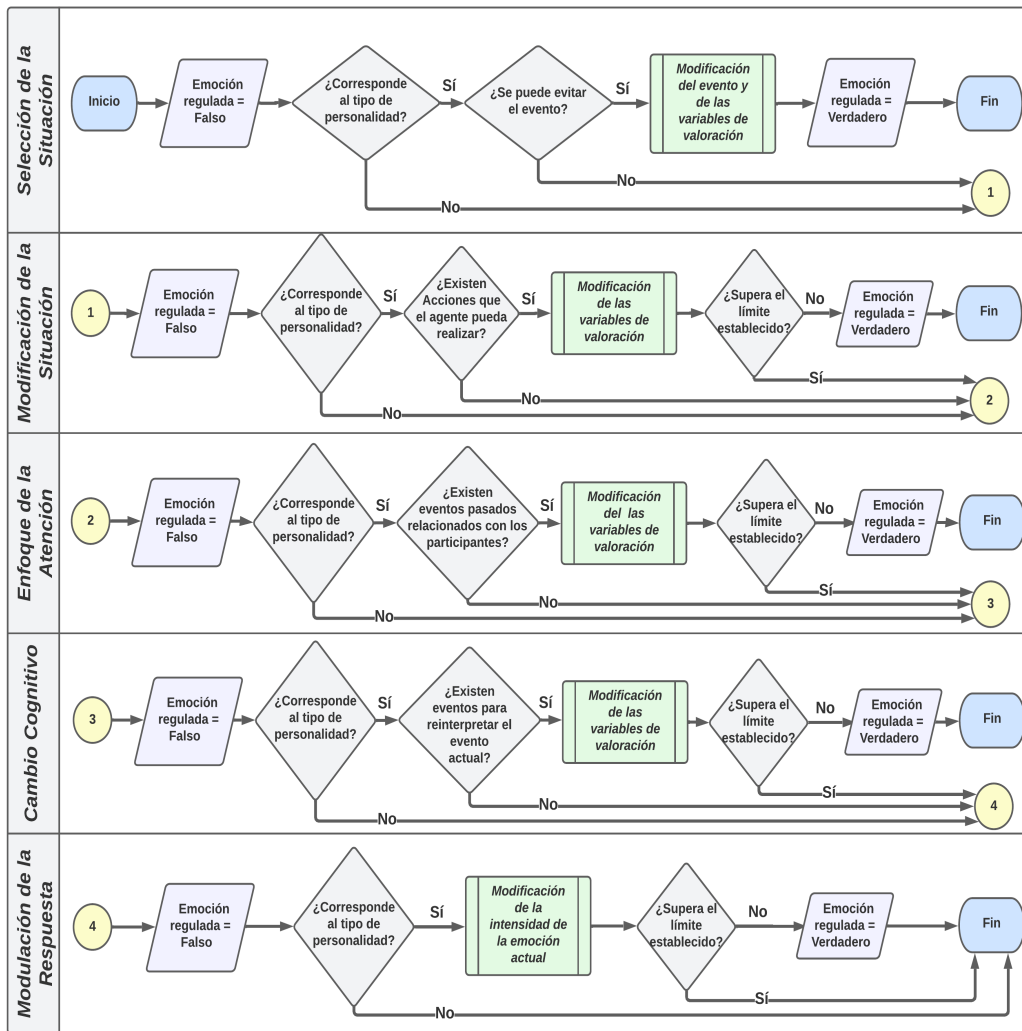 Selección de la
Situación
Inicio
Emoción
regulada =
Falso
¿Corresponde
al tipo de
personalidad?
Sí
¿Se puede evitar
el evento?
Sí
Modificación
del evento y
de las
variables de
valoración
Emoción
regulada =
Verdadero
Fin
No
No
1
Modificación de la
Situación
1
Emoción
regulada =
Falso
¿Corresponde
al tipo de
personalidad?
Sí
¿Existen
Acciones que
el agente pueda
realizar?
Sí
Modificación
de las
variables de
valoración
¿Supera el
límite
establecido?
No
Emoción
regulada =
Verdadero
Fin
Sí
No
No
2
Enfoque de la
Atención
2
Emoción
regulada =
Falso
¿Corresponde
al tipo de
personalidad?
Sí
¿Existen
eventos pasados
relacionados con los
participantes?
Sí
Modificación
del las
variables de
valoración
¿Supera el
límite
establecido?
No
Emoción
regulada =
Verdadero
Fin
Sí
No
No
3
Cambio Cognitivo
3
Emoción
regulada =
Falso
¿Corresponde
al tipo de
personalidad?
Sí
¿Existen
eventos para
reinterpretar el
evento
actual?
Sí
Modificación
de las
variables de
valoración
¿Supera el
límite
establecido?
No
Emoción
regulada =
Verdadero
Fin
Sí
No
No
4
Modulación de la
Respuesta
4
Emoción
regulada =
Falso
¿Corresponde
al tipo de
personalidad?
Sí
Modificación
de la
intensidad de
la emoción
actual
¿Supera el
límite
establecido?
No
Emoción
regulada =
Verdadero
Fin
Sí
No